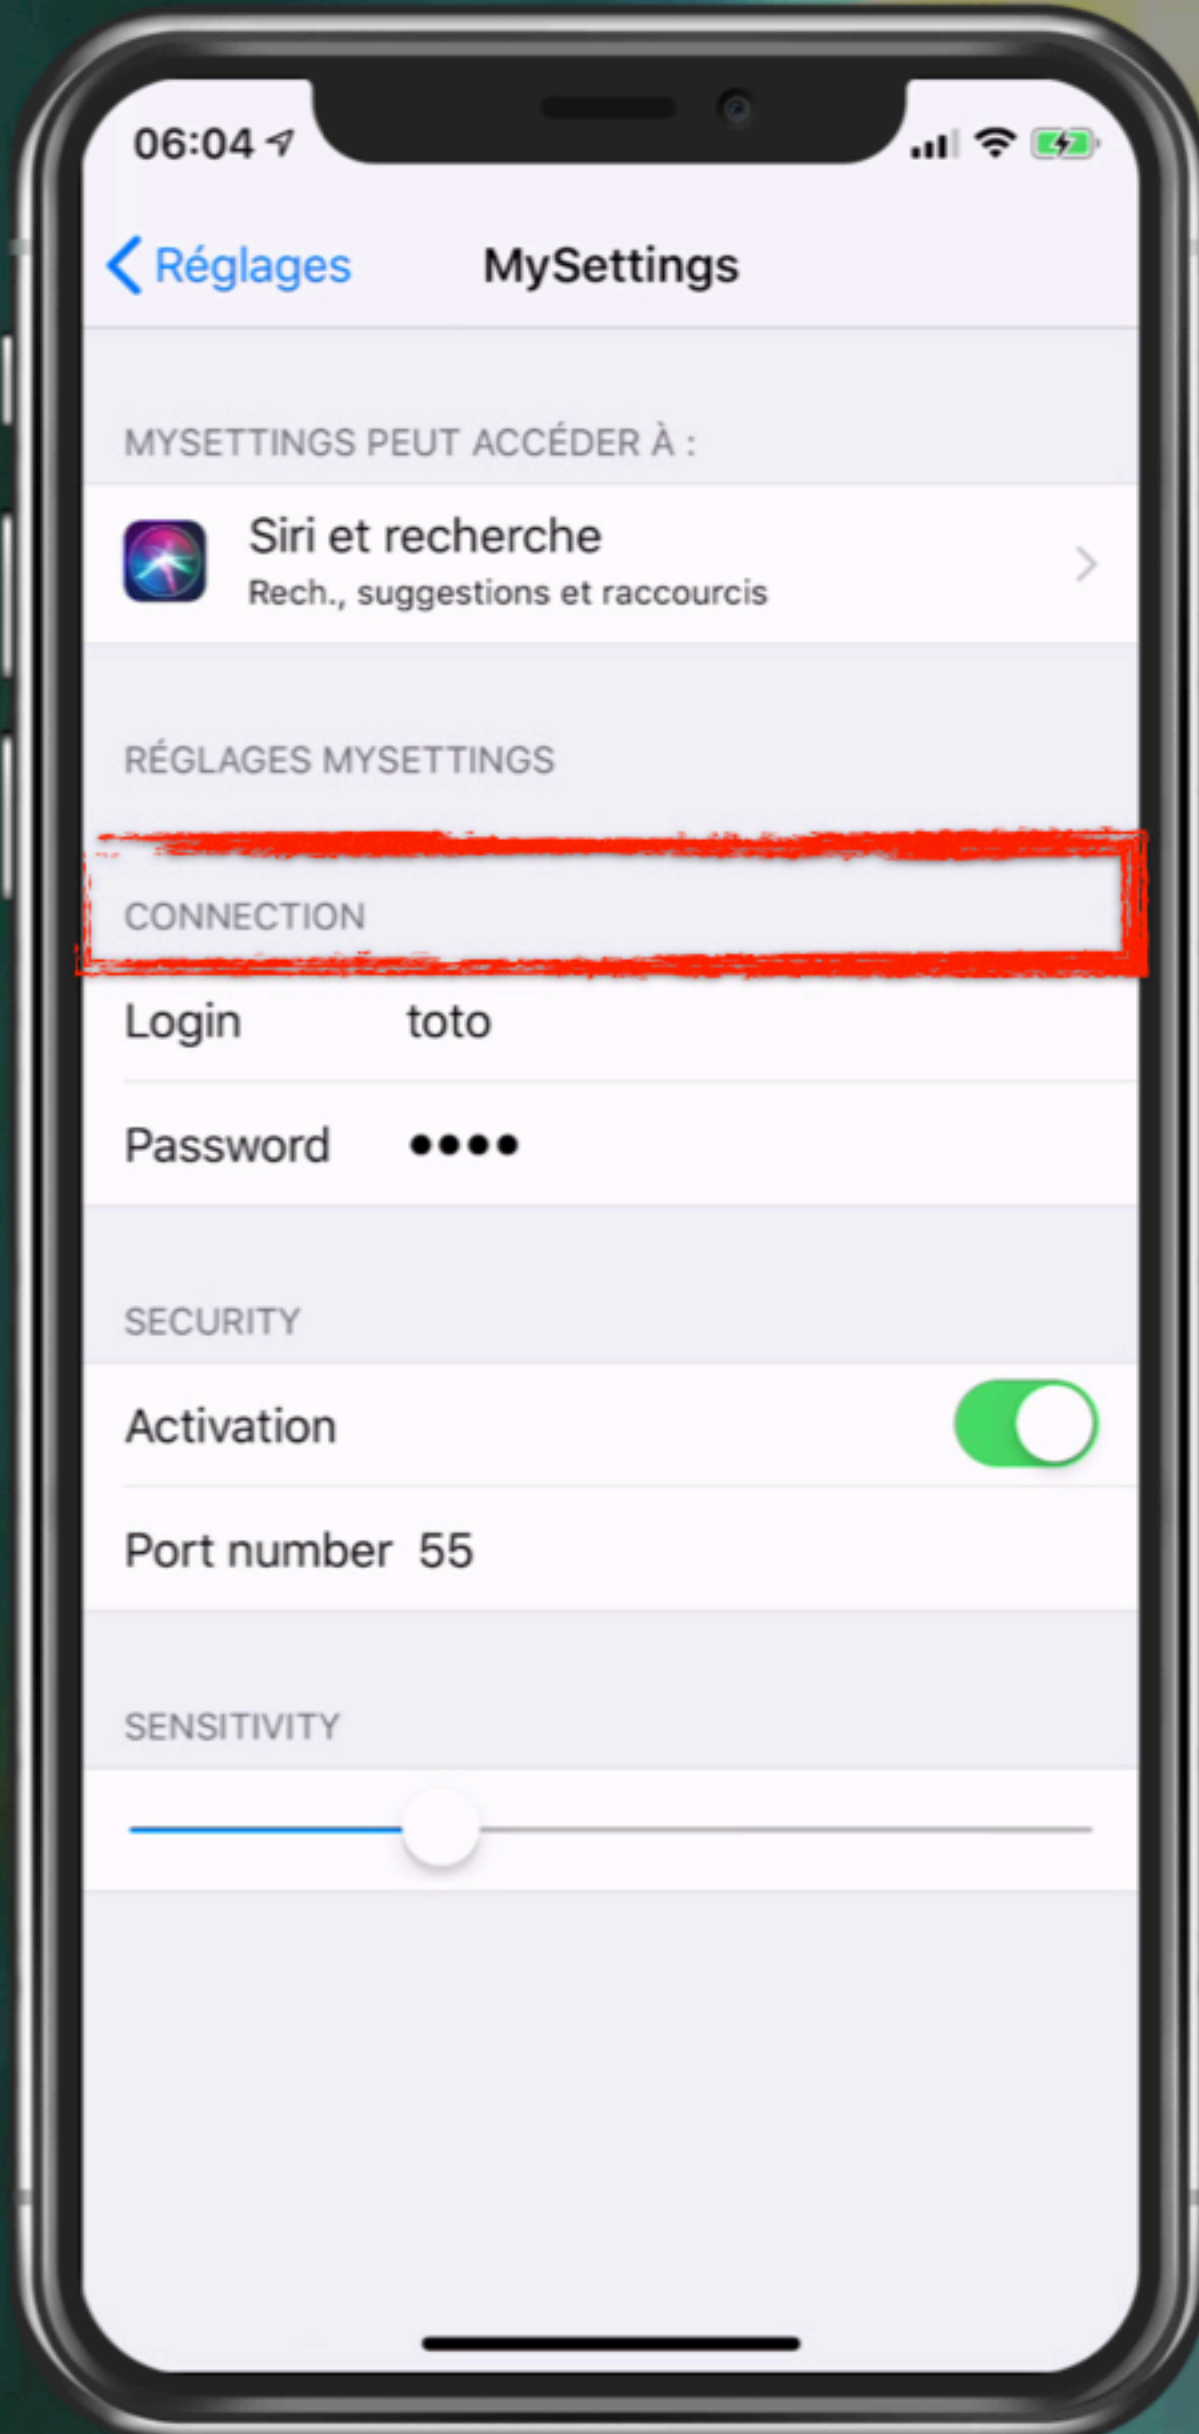 06:04
Réglages
MySettings
MYSETTINGS PEUT ACCÉDER À :
Siri et recherche
Rech., suggestions et raccourcis
RÉGLAGES MYSETTINGS
CONNECTION
Login toto
Password ••••
SECURITY
Activation
Port number 55
SENSITIVITY